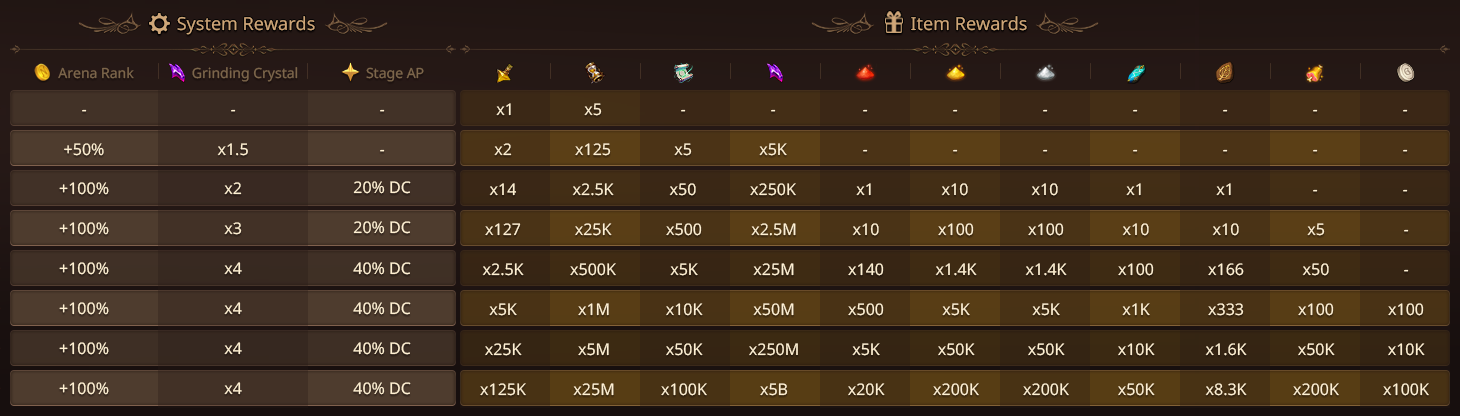 System Rewards Item Rewards
Arena Rank Grinding Crystal Stage AP
- - - x1 x5 - - - - - - - - -
+50% x1.5 - x2 x125 x5 x5K - - - - - - -
+100% x2 20% DC x14 x2.5K x50 x250K x1 x10 x10 x1 x1 - -
+100% x3 20% DC x127 x25K x500 x2.5M x10 x100 x100 x10 x10 x5 -
+100% x4 40% DC x2.5K x500K x5K x25M x140 x1.4K x1.4K x100 x166 x50 -
+100% x4 40% DC x5K x1M x10K x50M x500 x5K x5K x1K x333 x100 x100
+100% x4 40% DC x25K x5M x50K x250M x5K x50K x50K x10K x1.6K x50K x10K
+100% x4 40% DC x125K x25M x100K x5B x20K x200K x200K x50K x8.3K x200K x100K